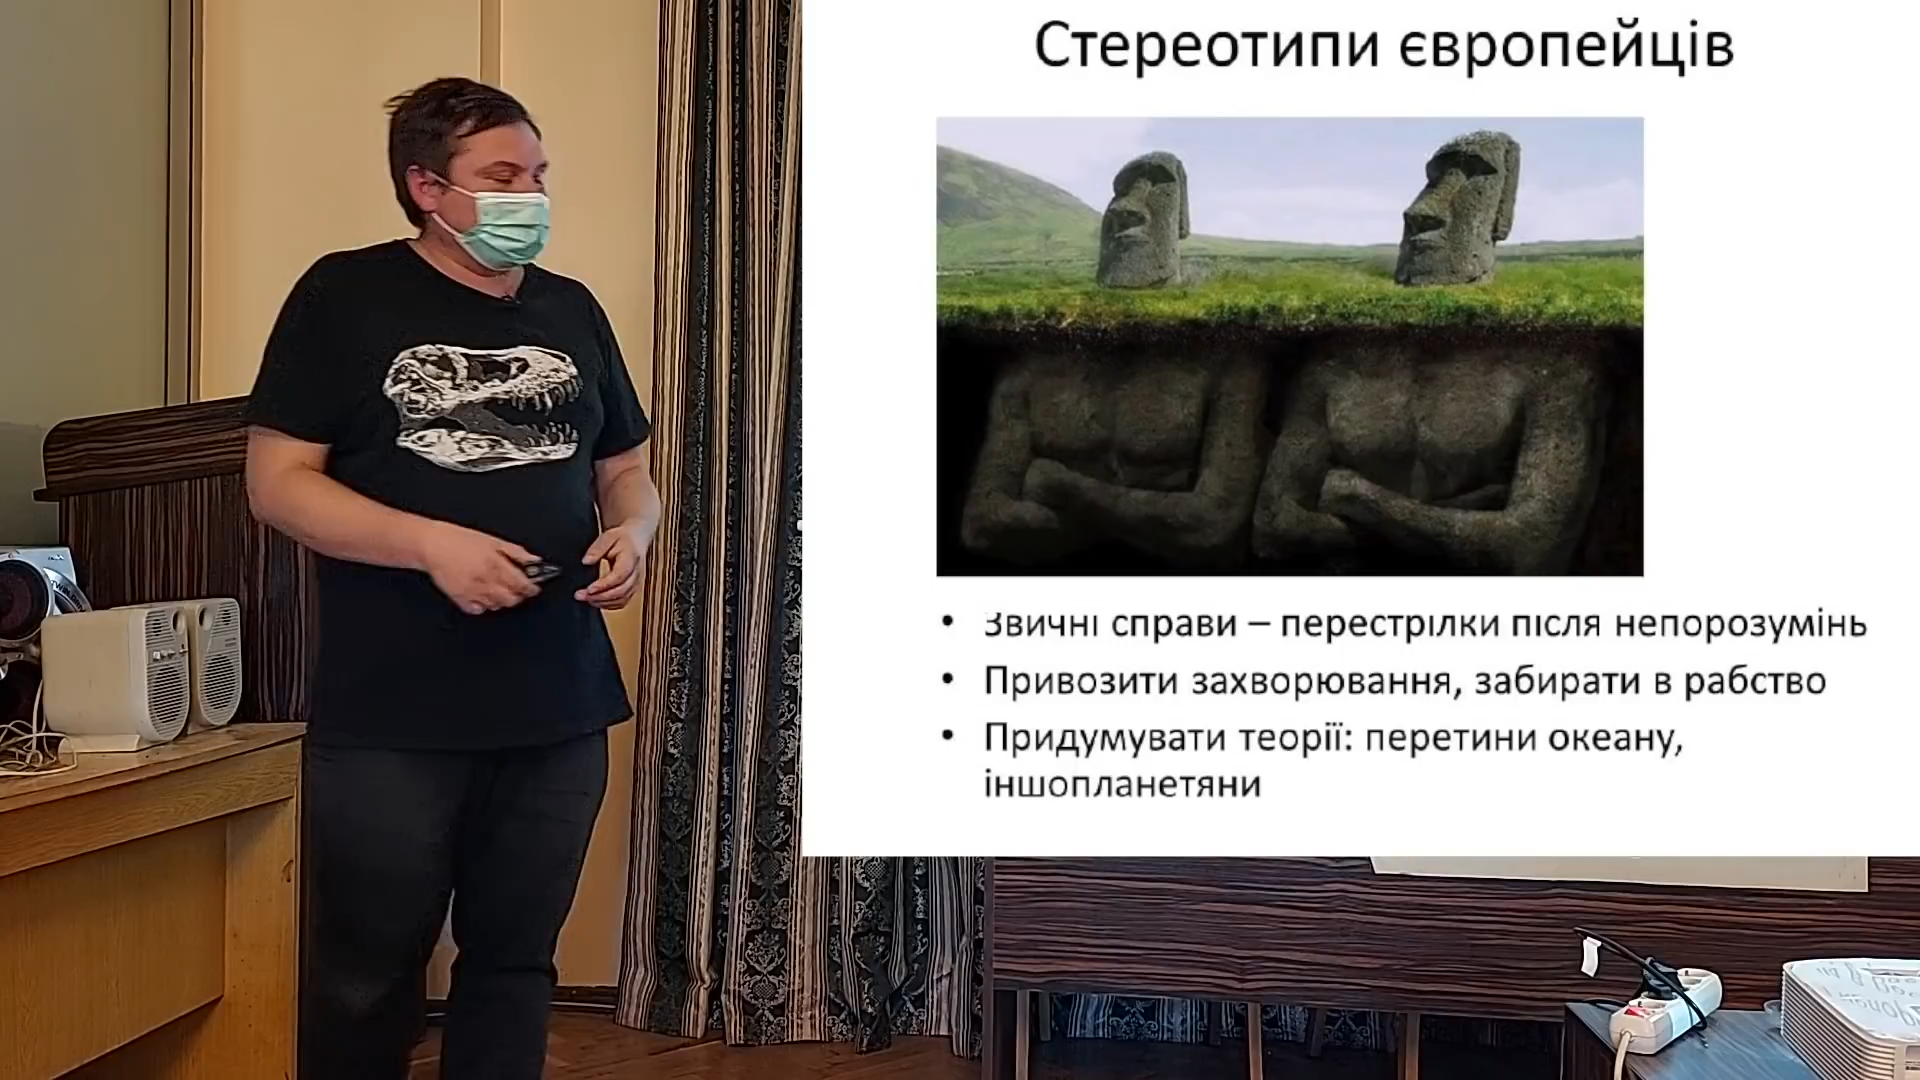 Стереотипи європейців
• Звичні справи – перестрілки після непорозумінь
• Привозити захворювання, забирати в рабство
• Придумувати теорії: перетини океану,
іншопланетяни